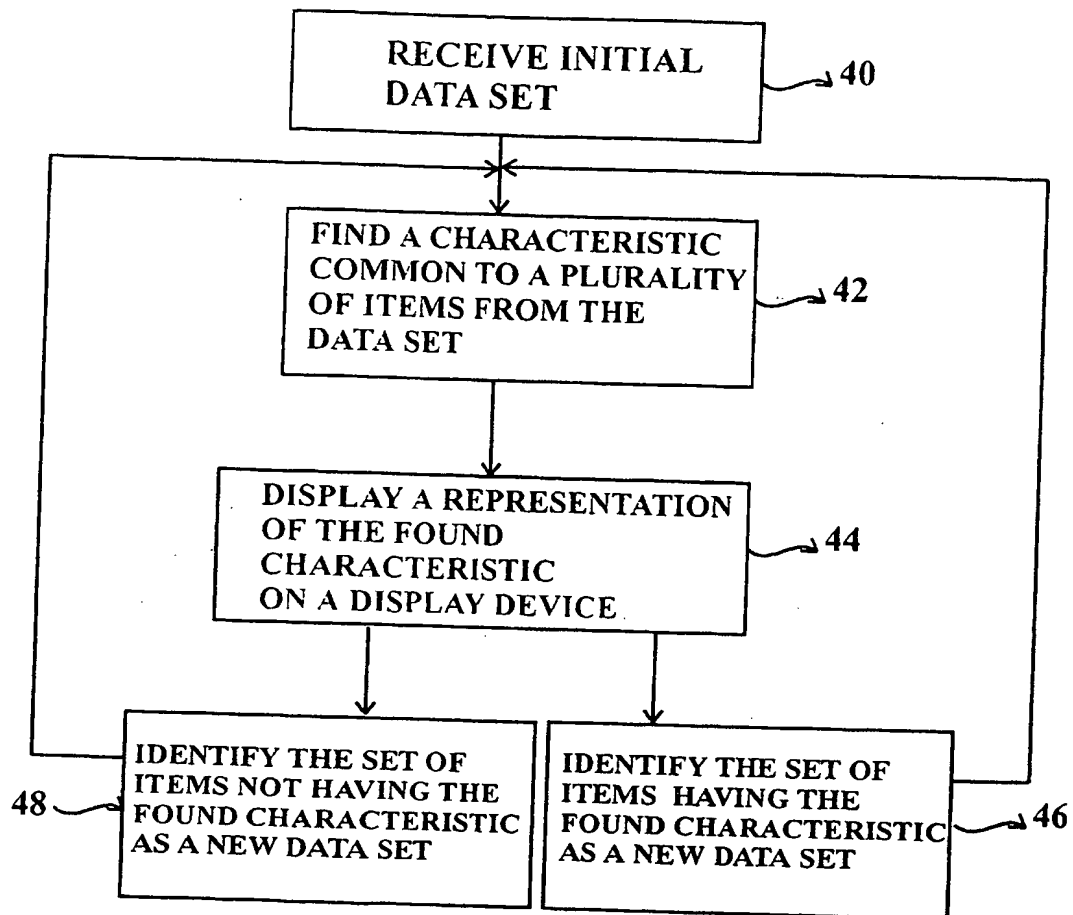 RECEIVE INITIAL
DATA SET
40
FIND A CHARACTERISTIC
COMMON TO A PLURALITY
OF ITEMS FROM THE
DATA SET
42
DISPLAY A REPRESENTATION
OF THE FOUND
CHARACTERISTIC
ON A DISPLAY DEVICE
44
IDENTIFY THE SET OF
ITEMS NOT HAVING THE
FOUND CHARACTERISTIC
AS A NEW DATA SET
48
IDENTIFY THE SET OF
ITEMS HAVING THE
FOUND CHARACTERISTIC
AS A NEW DATA SET
46